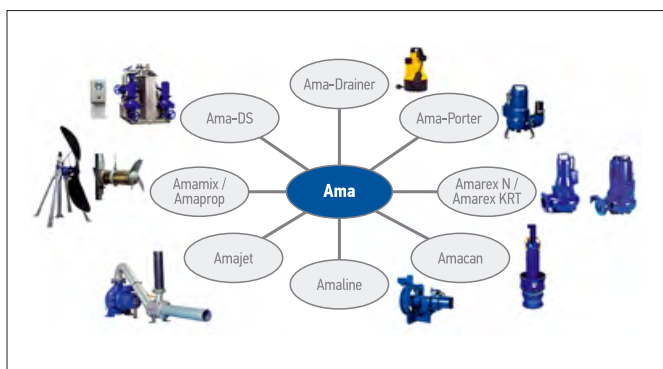 Ama-Drainer
Ama-DS
Ama-Porter
Amamix /
Amaprop
Ama
Amarex N /
Amarex KRT
Amajet
Amacan
Amaline